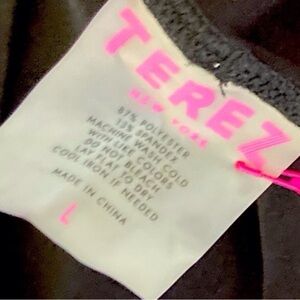 TEREZ
NEW YORK
87% POLYESTER
13% SPANDEX
MACHINE WASH COLD
WITH LIKE COLORS
DO NOT BLEACH
LAY FLAT TO DRY
COOL IRON IF NEEDED
MADE IN CHINA
L